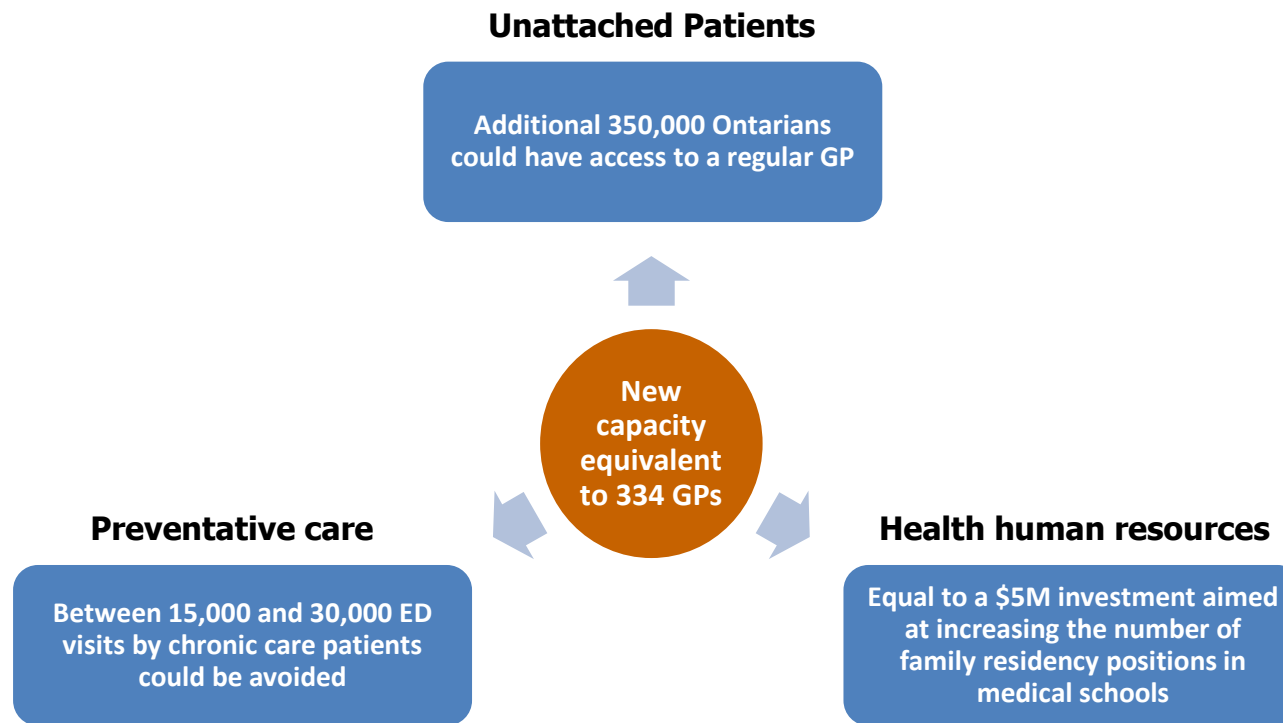 Unattached Patients
Additional 350,000 Ontarians
could have access to a regular GP
New
capacity
equivalent
to 334 GPs
Preventative care
Between 15,000 and 30,000 ED
visits by chronic care patients
could be avoided
Health human resources
Equal to a $5M investment aimed
at increasing the number of
family residency positions in
medical schools